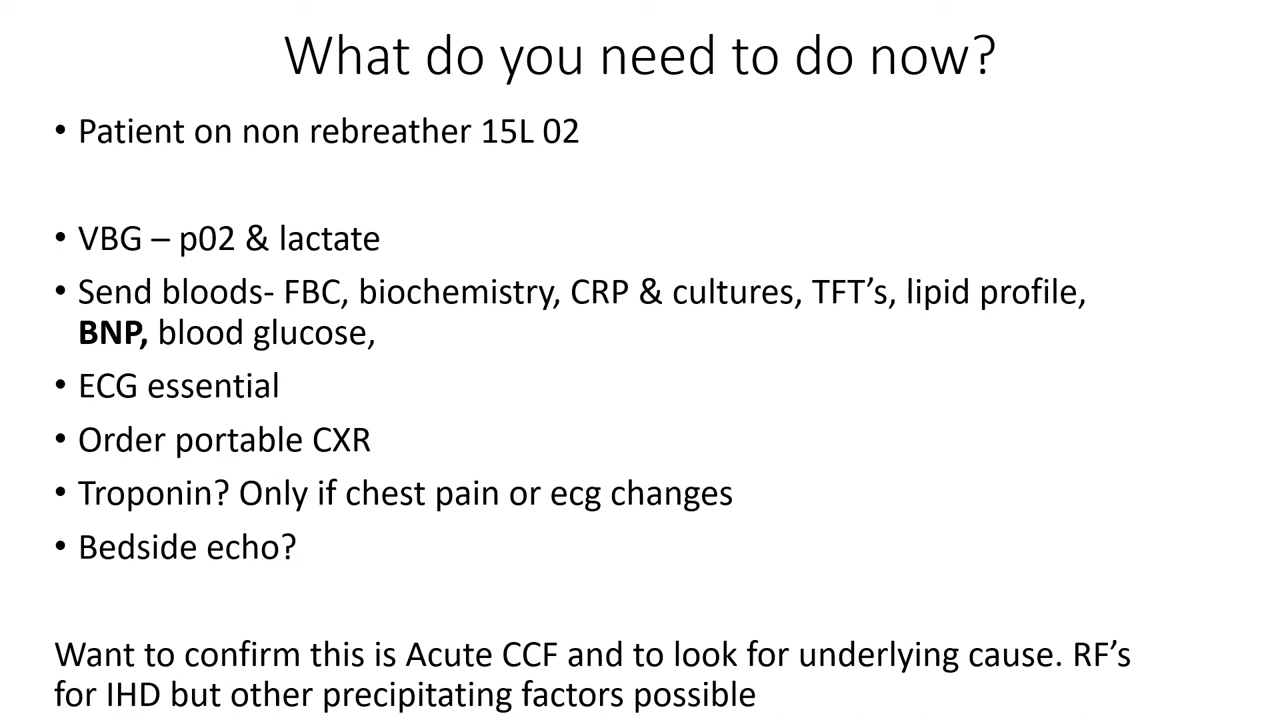 What do you need to do now?
• Patient on non rebreather 15L 02
• VBG – p02 & lactate
• Send bloods- FBC, biochemistry, CRP & cultures, TFT’s, lipid profile,
BNP, blood glucose,
• ECG essential
• Order portable CXR
• Troponin? Only if chest pain or ecg changes
• Bedside echo?
Want to confirm this is Acute CCF and to look for underlying cause. RF’s
for IHD but other precipitating factors possible